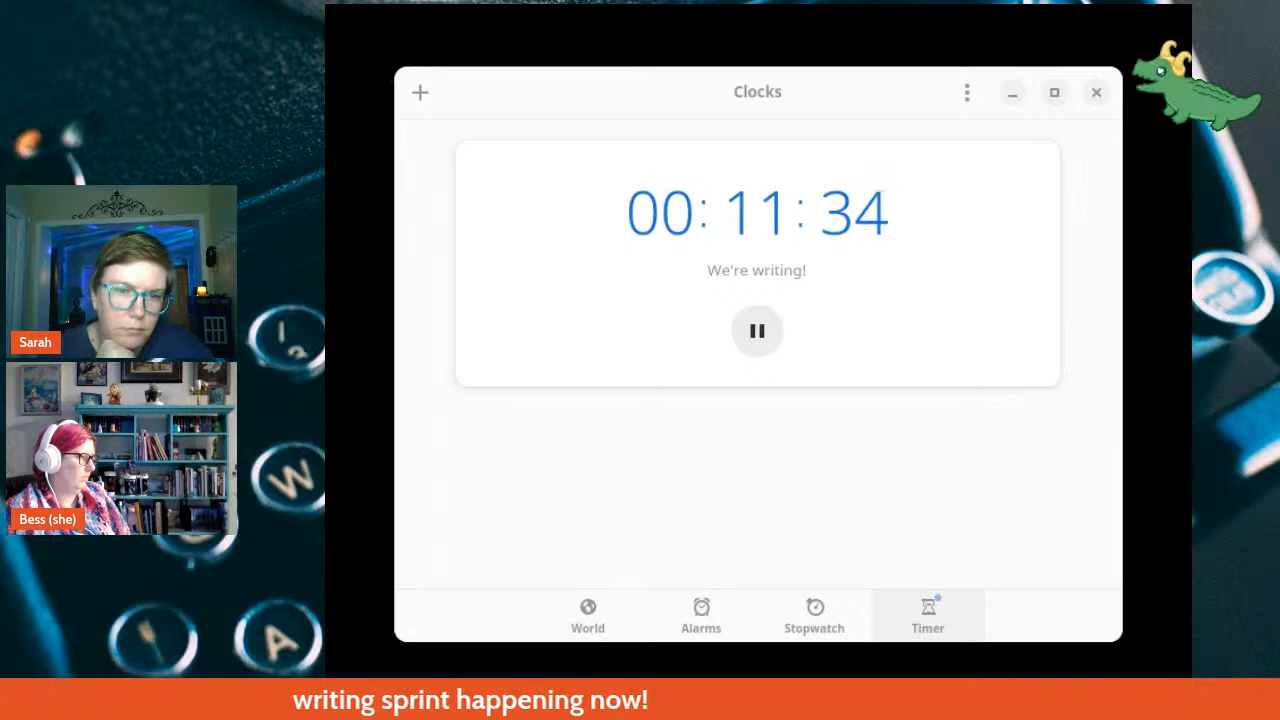 Clocks
00: 11: 34
We're writing!
World
Alarms
Stopwatch
Timer
Sarah
Bess (she)
I
W
A
writing sprint happening now!